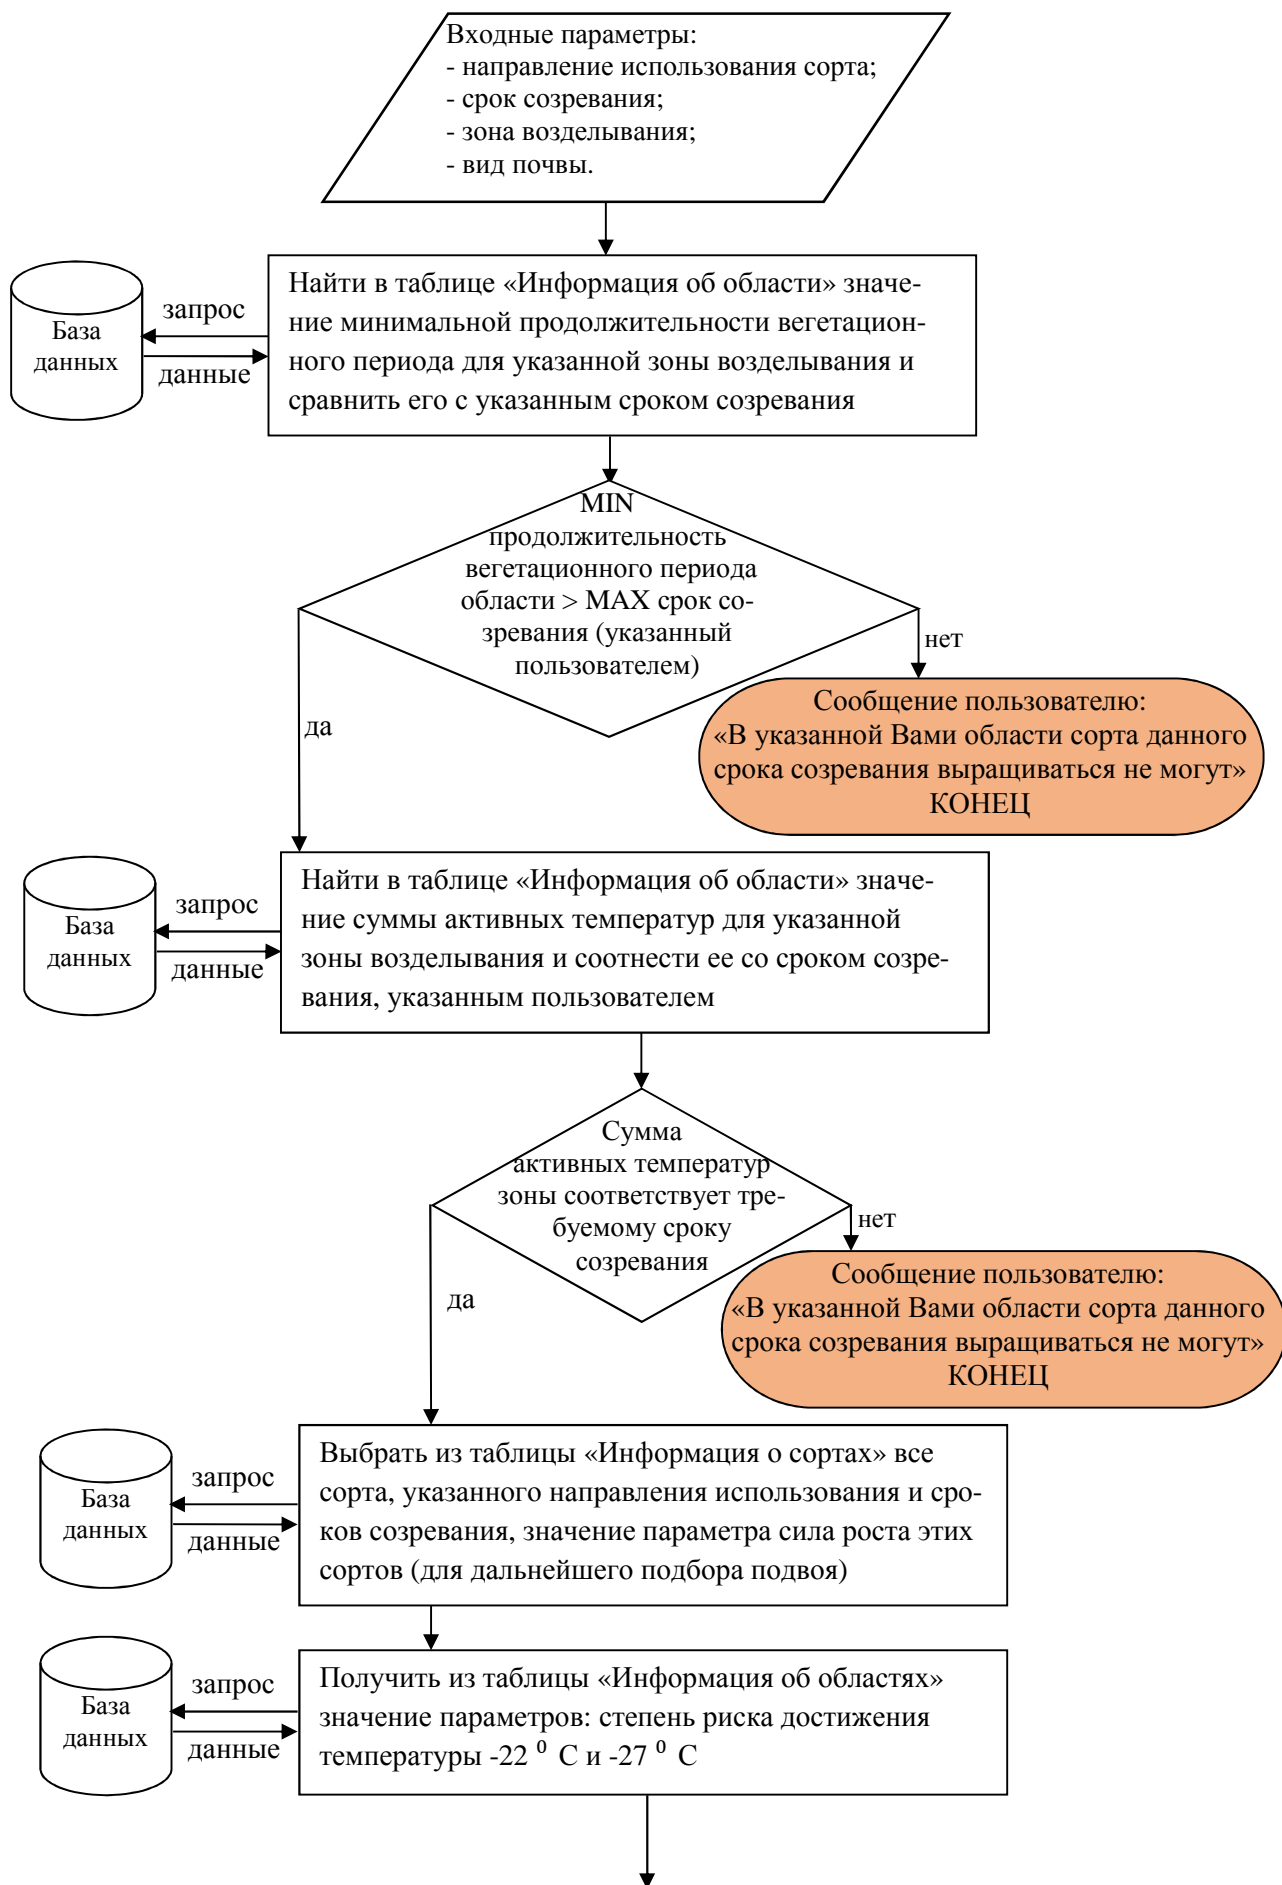 Входные параметры:
- направление использования сорта;
- срок созревания;
- зона возделывания;
- вид почвы.
База
данных
запрос
данные
Найти в таблице «Информация об области» значе-
ние минимальной продолжительности вегетацион-
ного периода для указанной зоны возделывания и
сравнить его с указанным сроком созревания
MIN
продолжительность
вегетационного периода
области > MAX срок со-
зревания (указанный
пользователем)
нет
да
Сообщение пользователю:
«В указанной Вами области сорта данного
срока созревания выращиваться не могут»
КОНЕЦ
База
данных
запрос
данные
Найти в таблице «Информация об области» значе-
ние суммы активных температур для указанной
зоны возделывания и соотнести ее со сроком созре-
вания, указанным пользователем
Сумма
активных температур
зоны соответствует тре-
буемому сроку
созревания
нет
да
Сообщение пользователю:
«В указанной Вами области сорта данного
срока созревания выращиваться не могут»
КОНЕЦ
База
данных
запрос
данные
Выбрать из таблицы «Информация о сортах» все
сорта, указанного направления использования и сро-
ков созревания, значение параметра сила роста этих
сортов (для дальнейшего подбора подвоя)
База
данных
запрос
данные
Получить из таблицы «Информация об областях»
значение параметров: степень риска достижения
температуры -22 ⁰ С и -27 ⁰ С